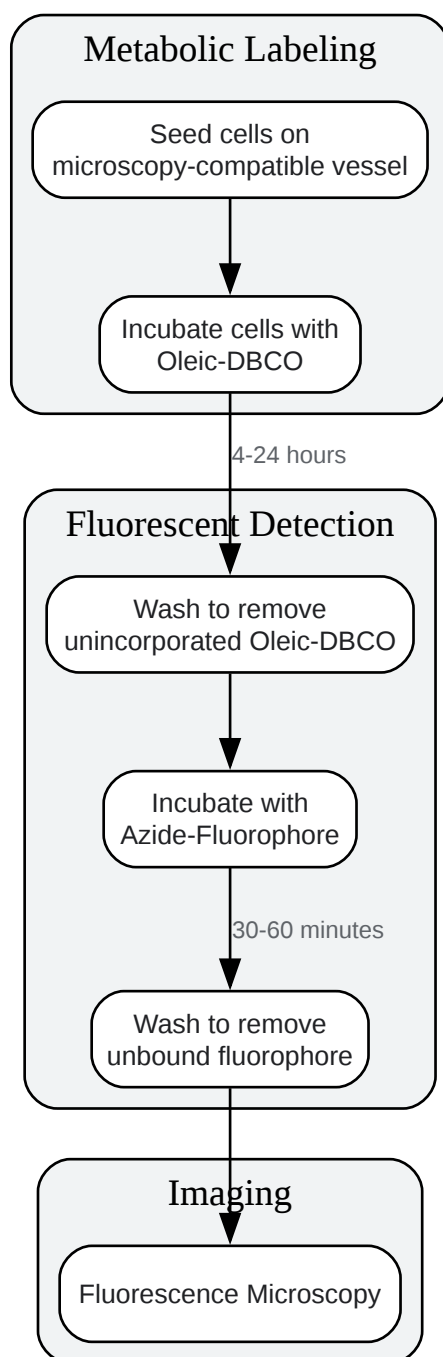 Metabolic Labeling
Seed cells on
microscopy-compatible vessel
Incubate cells with
Oleic-DBCO
4-24 hours
Fluorescent Detection
Wash to remove
unincorporated Oleic-DBCO
Incubate with
Azide-Fluorophore
30-60 minutes
Wash to remove
unbound fluorophore
Imaging
Fluorescence Microscopy